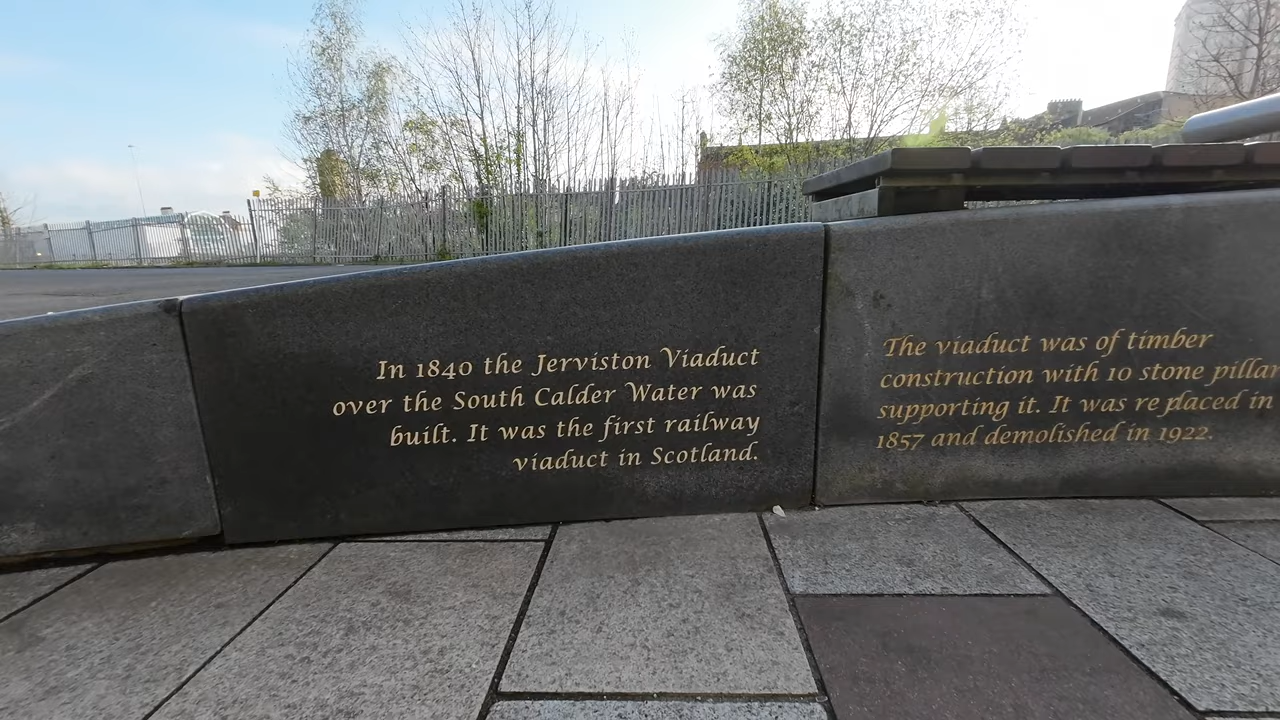 In 1840 the Jerviston Viaduct
over the South Calder Water was
built. It was the first railway
viaduct in Scotland.
The viaduct was of timber
construction with 10 stone pillar
supporting it. It was replaced in
1857 and demolished in 1922.